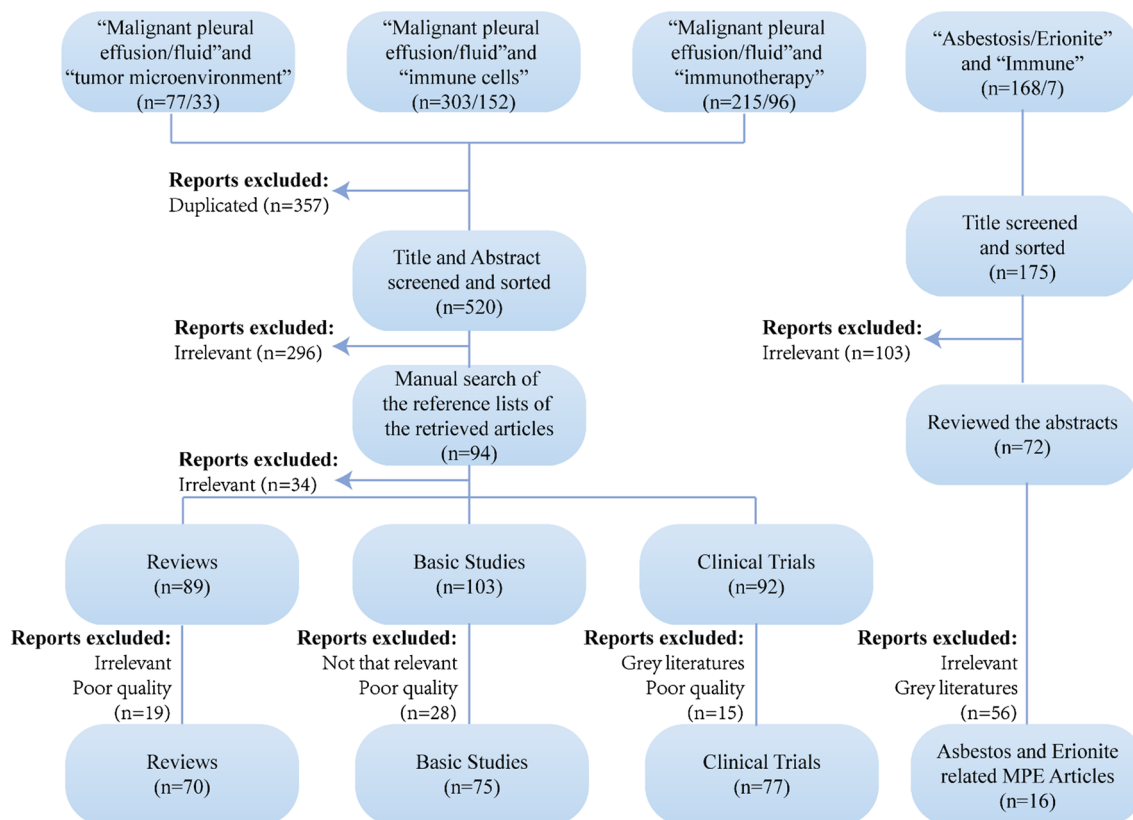 “Malignant pleural
effusion/fluid”and
“tumor microenvironment”
(n=77/33)
“Malignant pleural
effusion/fluid” and
“immune cells”
(n=303/152)
“Malignant pleural
effusion/fluid” and
“immunotherapy”
(n=215/96)
“Asbestosis/Erionite”
and “Immune”
(n=168/7)
Reports excluded:
Duplicated (n=357)
Title and Abstract
screened and sorted
(n=520)
Title screened
and sorted
(n=175)
Reports excluded:
Irrelevant (n=296)
Reports excluded:
Irrelevant (n=103)
Manual search of
the reference lists of
the retrieved articles
(n=94)
Reviewed the abstracts
(n=72)
Reports excluded:
Irrelevant (n=34)
Reviews
(n=89)
Basic Studies
(n=103)
Clinical Trials
(n=92)
Reports excluded:
Irrelevant
Poor quality
(n=19)
Reports excluded:
Not that relevant
Poor quality
(n=28)
Reports excluded:
Grey literatures
Poor quality
(n=15)
Reports excluded:
Irrelevant
Grey literatures
(n=56)
Reviews
(n=70)
Basic Studies
(n=75)
Clinical Trials
(n=77)
Asbestos and Erionite
related MPE Articles
(n=16)